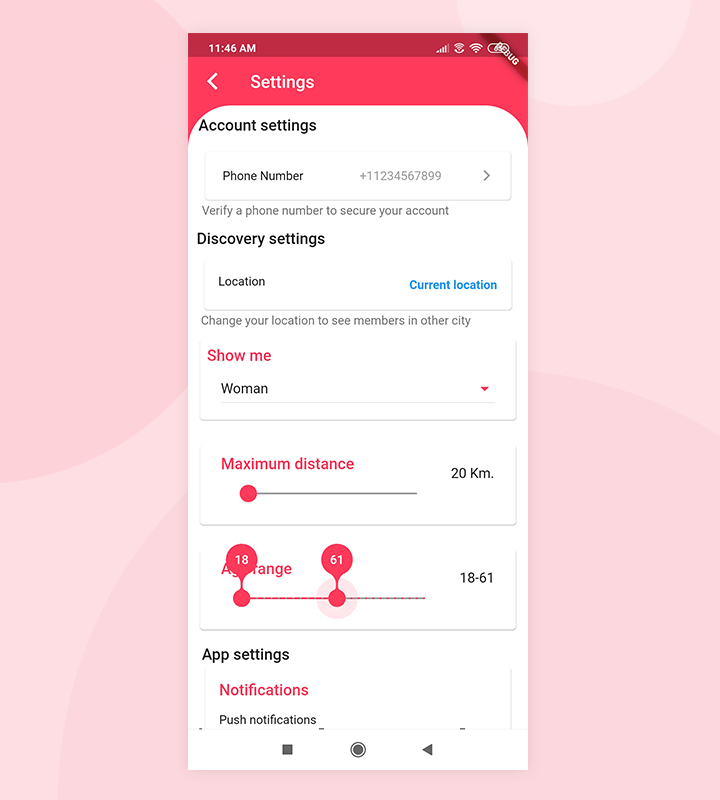 11:46 AM
DEBUG
Settings
Account settings
Phone Number +11234567899
Verify a phone number to secure your account
Discovery settings
Location Current location
Change your location to see members in other city
Show me
Woman
Maximum distance
20 Km.
18 61
range
18-61
App settings
Notifications
Push notifications